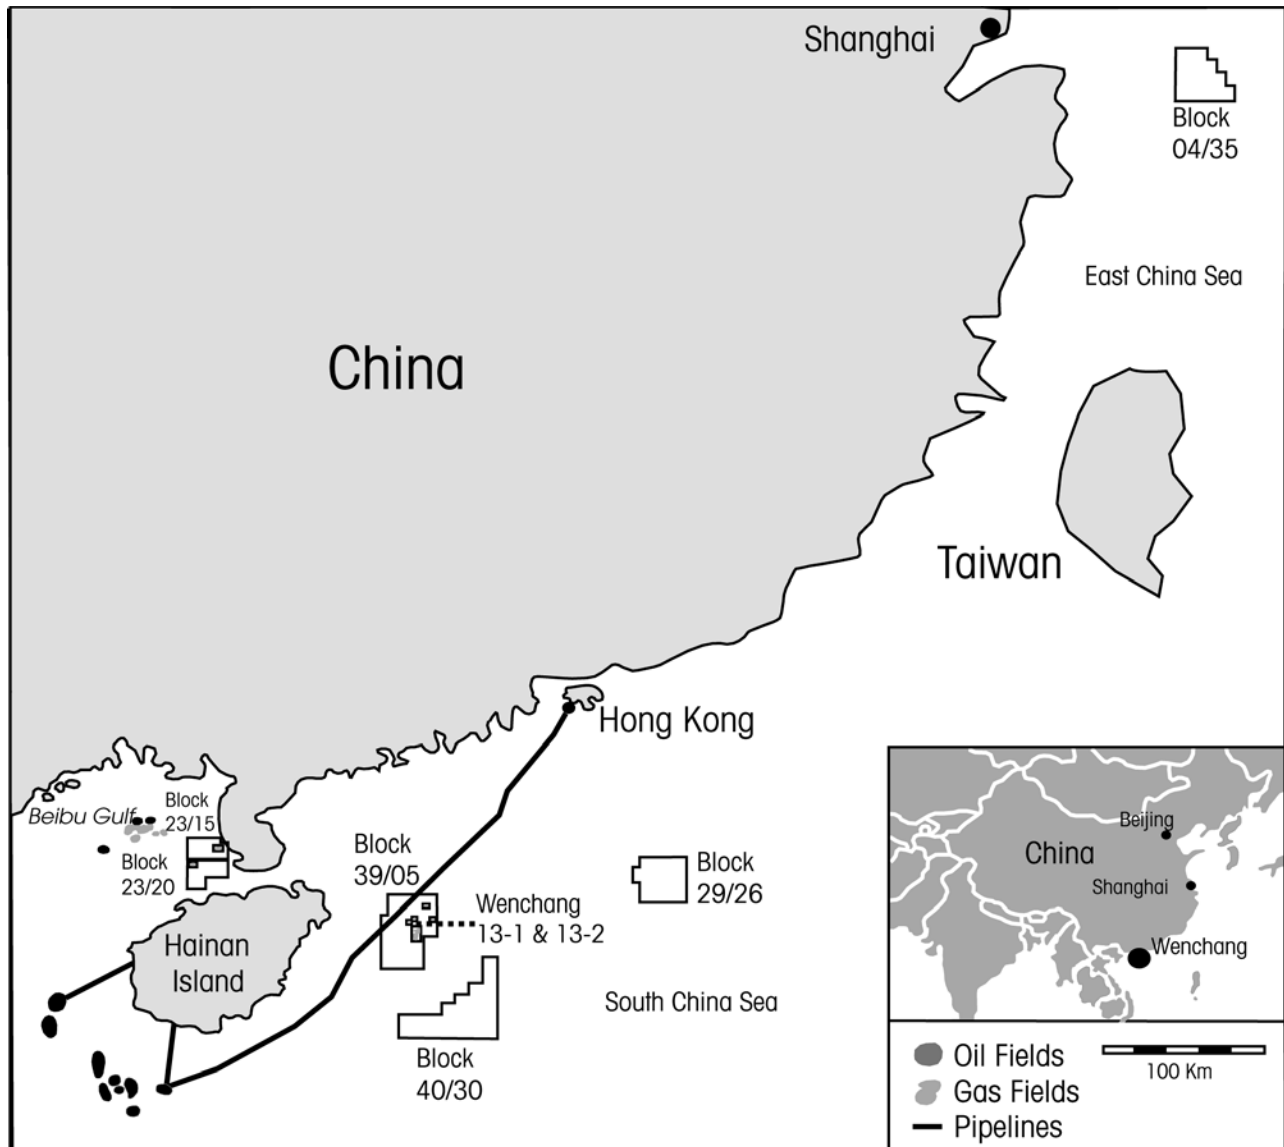 Shanghai
Block
04/35
East China Sea
China
Taiwan
Hong Kong
Beibu Gulf
Block
23/15
Block
23/20
Block
39/05
Block
29/26
Wenchang
13-1 & 13-2
Hainan
Island
South China Sea
Block
40/30
Beijing
China
Shanghai
Wenchang
Oil Fields
100 Km
Gas Fields
Pipelines